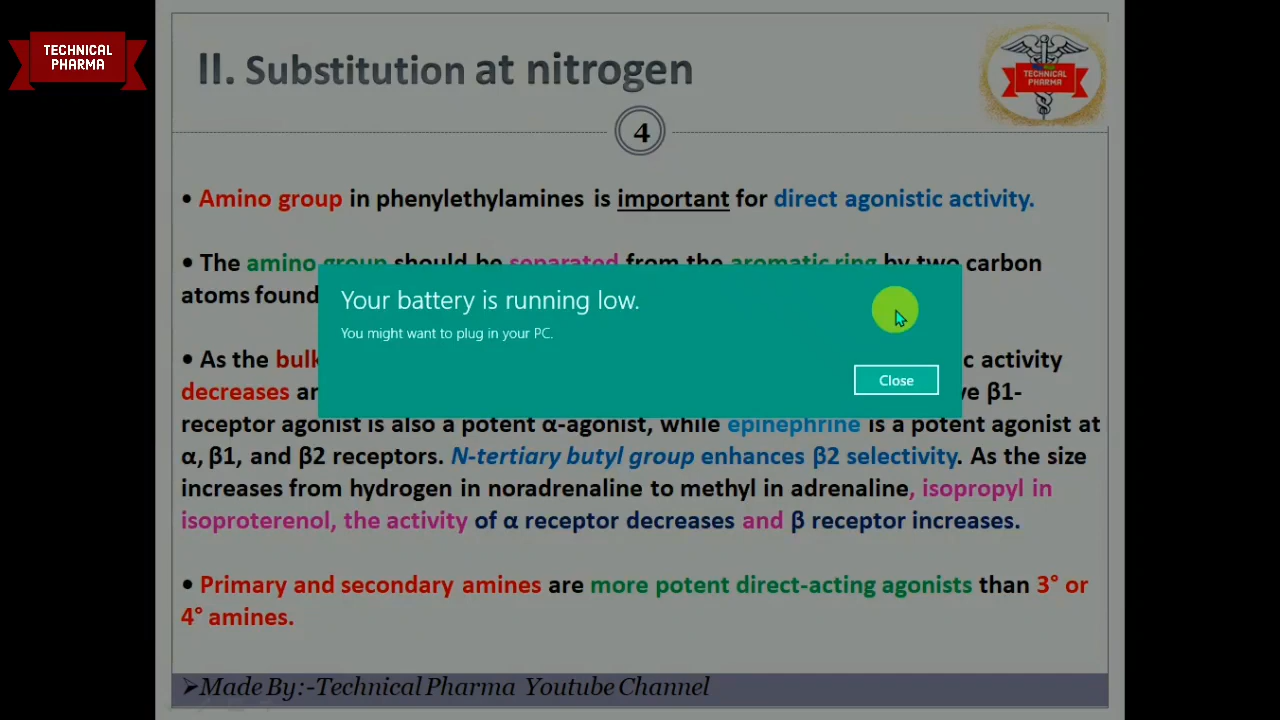 TECHNICAL
PHARMA
II. Substitution at nitrogen
TECHNICAL
PHARMA
4
• Amino group in phenylethylamines is important for direct agonistic activity.
• The amino group should be separated from the aromatic ring by two carbon
atoms found
Your battery is running low.
You might want to plug in your PC.
Close
• As the bulk c activity
decreases β1-
receptor agonist is also a potent α-agonist, while epinephrine is a potent agonist at
α, β1, and β2 receptors. N-tertiary butyl group enhances β2 selectivity. As the size
increases from hydrogen in noradrenaline to methyl in adrenaline, isopropyl in
isoproterenol, the activity of α receptor decreases and β receptor increases.
• Primary and secondary amines are more potent direct-acting agonists than 3° or
4° amines.
➢Made By:-Technical Pharma Youtube Channel